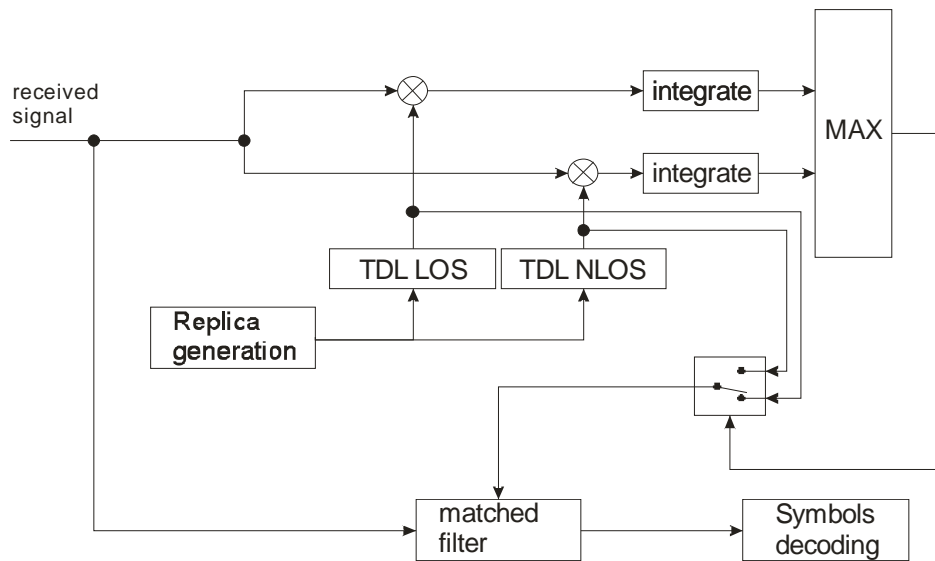 received
signal
integrate
MAX
integrate
TDL LOS
TDL NLOS
Replica
generation
matched
filter
Symbols
decoding